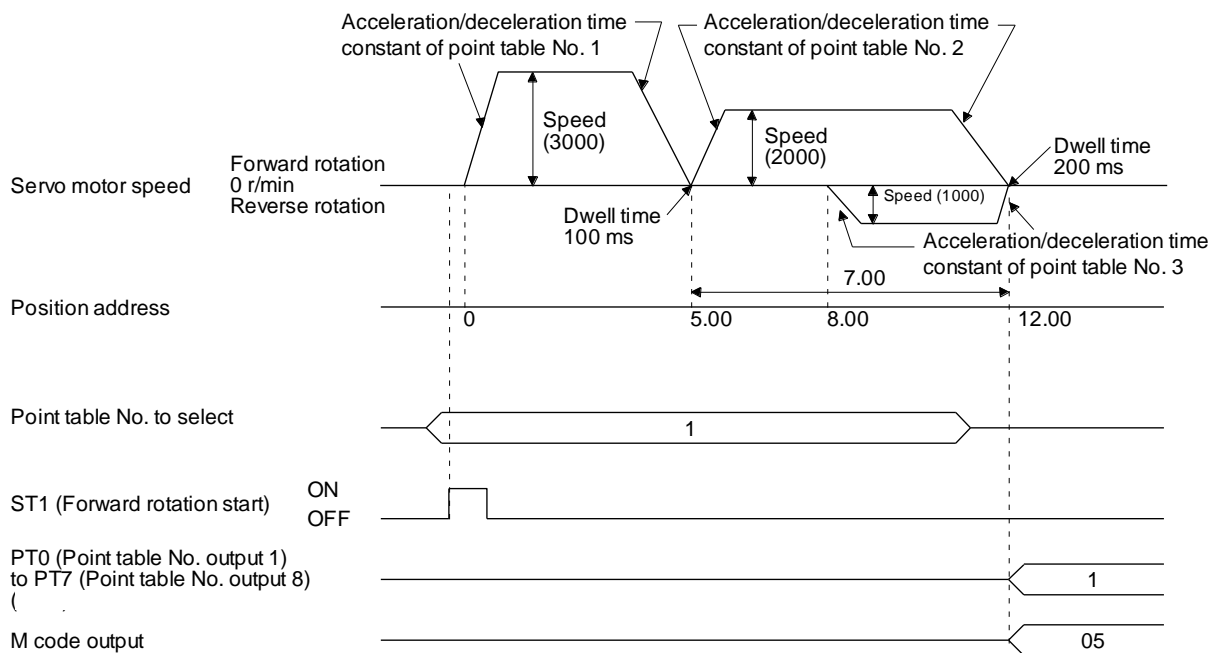 Acceleration/deceleration time
constant of point table No. 1
Acceleration/deceleration time
constant of point table No. 2
Speed
(3000)
Speed
(2000)
Dwell time
200 ms
Servo motor speed
Forward rotation
0 r/min
Reverse rotation
Speed (1000)
Dwell time
100 ms
Acceleration/deceleration time
constant of point table No. 3
7.00
Position address
0
5.00
8.00
12.00
Point table No. to select
1
ST1 (Forward rotation start)
ON
OFF
PT0 (Point table No. output 1)
to PT7 (Point table No. output 8)
1
M code output
05